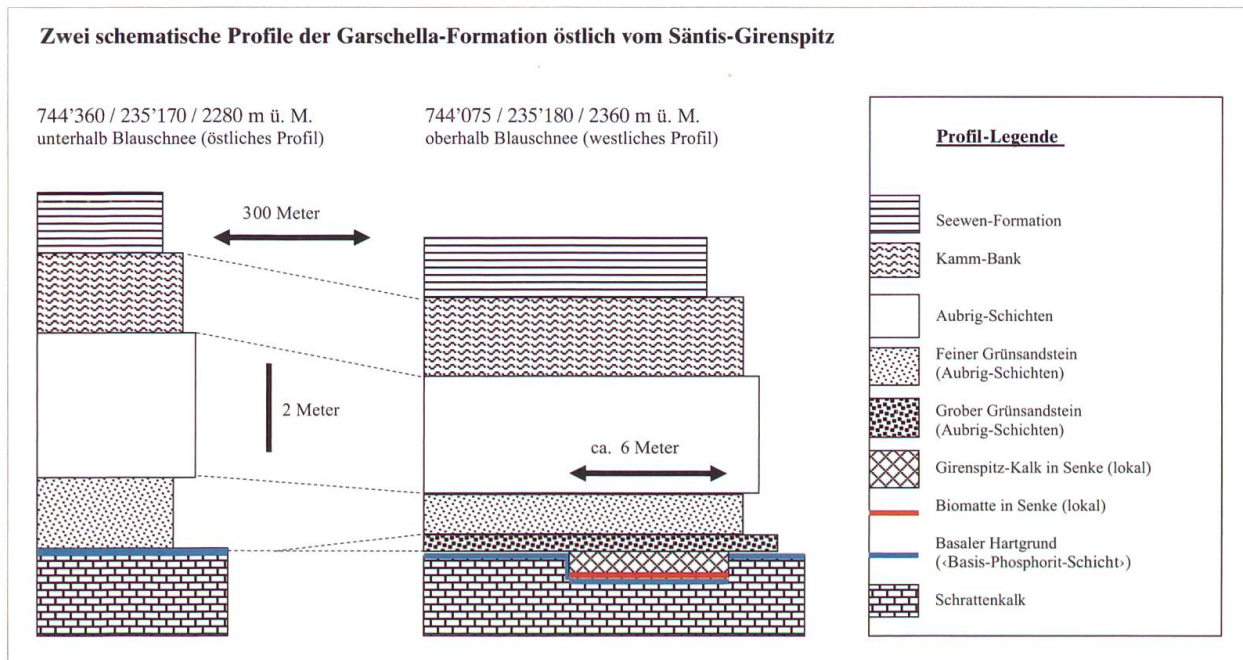 Zwei schematische Profile der Garschella-Formation östlich vom Säntis-Girenspitz
744'360 / 235'170 / 2280 m ü. M.
unterhalb Blauschnee (östliches Profil)
744'075 / 235'180 / 2360 m ü. M.
oberhalb Blauschnee (westliches Profil)
300 Meter
2 Meter
ca. 6 Meter
Profil-Legende
Seewen-Formation
Kamm-Bank
Aubrig-Schichten
Feiner Grünsandstein
(Aubrig-Schichten)
Grober Grünsandstein
(Aubrig-Schichten)
Girenspitz-Kalk in Senke (lokal)
Biomatte in Senke (lokal)
Basaler Hartgrund
(‹Basis-Phosphorit-Schicht›)
Schrattenkalk